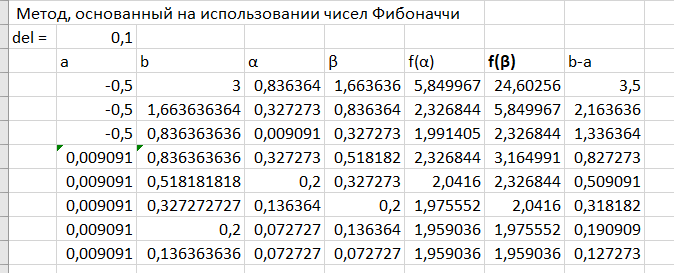 Метод, основанный на использовании чисел Фибоначчи
del = 0,1
a b α β f(α) f(β) b-a
-0,5 3 0,836364 1,663636 5,849967 24,60256 3,5
-0,5 1,663636364 0,327273 0,836364 2,326844 5,849967 2,163636
-0,5 0,836363636 0,009091 0,327273 1,991405 2,326844 1,336364
0,009091 0,836363636 0,327273 0,518182 2,326844 3,164991 0,827273
0,009091 0,518181818 0,2 0,327273 2,0416 2,326844 0,509091
0,009091 0,327272727 0,136364 0,2 1,975552 2,0416 0,318182
0,009091 0,2 0,072727 0,136364 1,959036 1,975552 0,190909
0,009091 0,136363636 0,072727 0,072727 1,959036 1,959036 0,127273